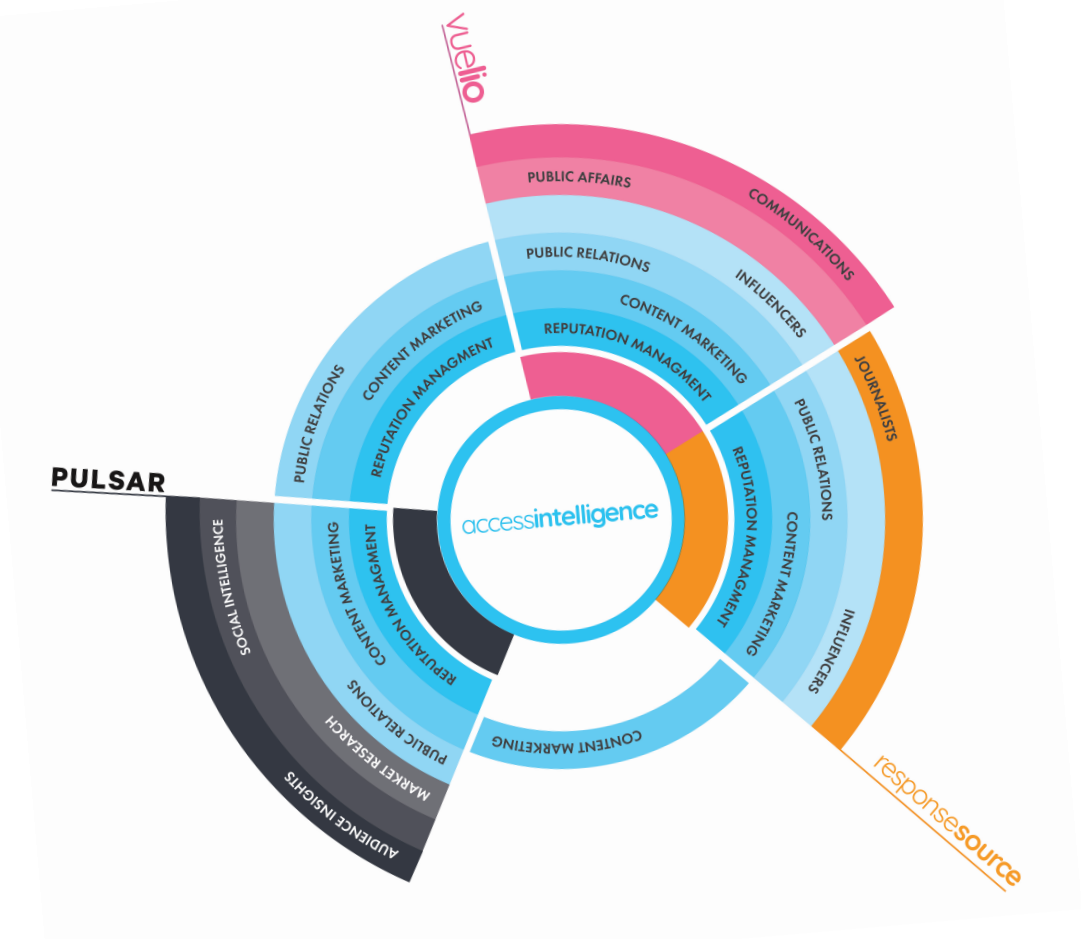 vuelio
PUBLIC AFFAIRS
COMMUNICATIONS
PUBLIC RELATIONS
INFLUENCERS
CONTENT MARKETING
REPUTATION MANAGMENT
JOURNALISTS
PUBLIC RELATIONS
REPUTATION MANAGMENT
CONTENT MARKETING
INFLUENCERS
responsesource
CONTENT MARKETING
PULSAR
SOCIAL INTELLIGENCE
CONTENT MARKETING
REPUTATION MANAGMENT
PUBLIC RELATIONS
MARKET RESEARCH
AUDIENCE INSIGHTS
PUBLIC RELATIONS
CONTENT MARKETING
REPUTATION MANAGMENT
accessintelligence